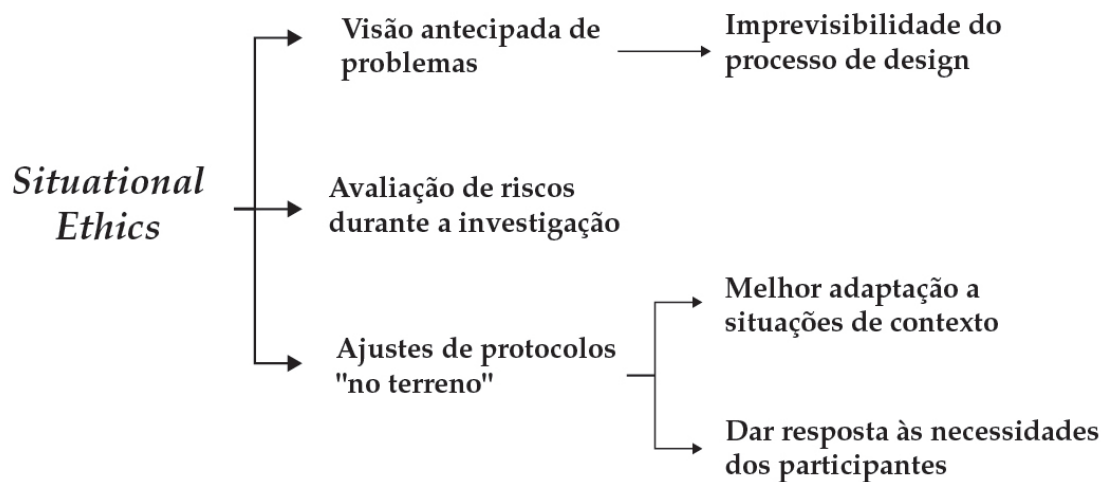 Situational
Ethics
Visão antecipada de
problemas
Imprevisibilidade do
processo de design
Avaliação de riscos
durante a investigação
Ajustes de protocolos
"no terreno"
Melhor adaptação a
situações de contexto
Dar resposta às necessidades
dos participantes